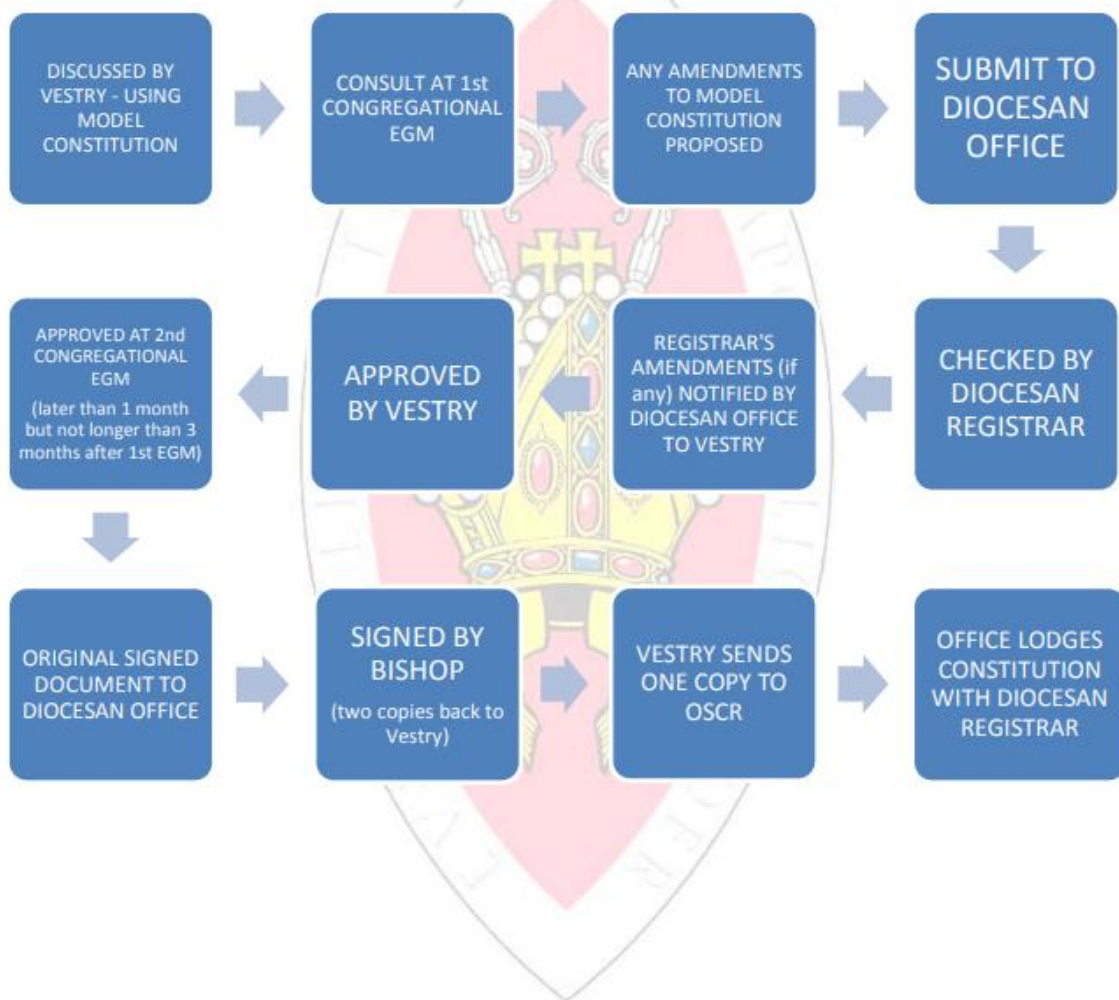 DISCUSSED BY
VESTRY - USING
MODEL
CONSTITUTION
CONSULT AT 1st
CONGREGATIONAL
EGM
ANY AMENDMENTS
TO MODEL
CONSTITUTION
PROPOSED
SUBMIT TO
DIOCESAN
OFFICE
CHECKED BY
DIOCESAN
REGISTRAR
REGISTRAR'S
AMENDMENTS (if
any) NOTIFIED BY
DIOCESAN OFFICE
TO VESTRY
APPROVED
BY VESTRY
APPROVED AT 2nd
CONGREGATIONAL
EGM
(later than 1 month
but not longer than 3
months after 1st EGM)
ORIGINAL SIGNED
DOCUMENT TO
DIOCESAN OFFICE
SIGNED BY
BISHOP
(two copies back to
Vestry)
VESTRY SENDS
ONE COPY TO
OSCR
OFFICE LODGES
CONSTITUTION
WITH DIOCESAN
REGISTRAR